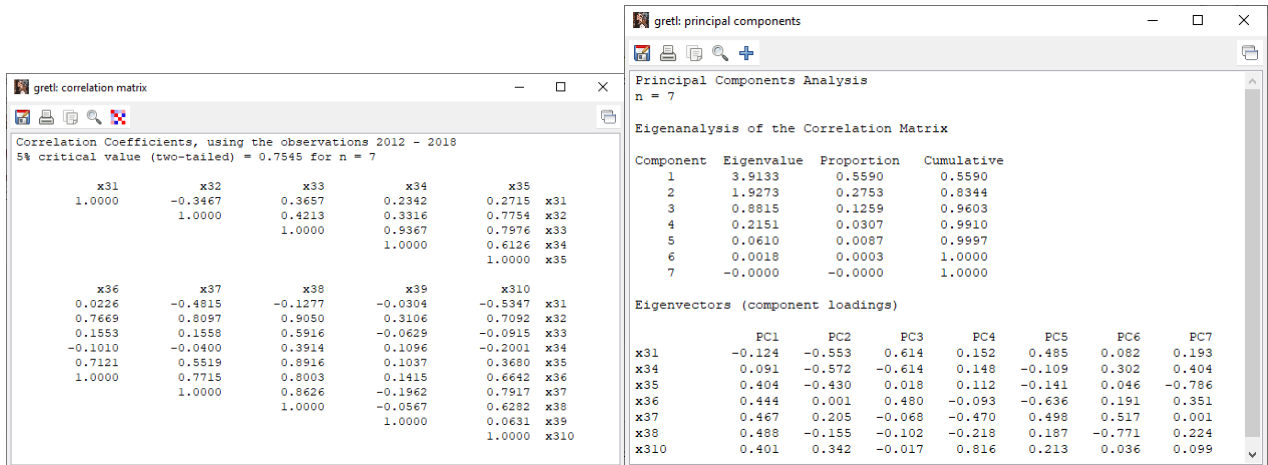 gretl: correlation matrix
Correlation Coefficients, using the observations 2012 - 2018
5% critical value (two-tailed) = 0.7545 for n = 7
x31 x32 x33 x34 x35
1.0000 -0.3467 0.3657 0.2342 0.2715 x31
1.0000 0.4213 0.3316 0.7754 x32
1.0000 0.9367 0.7976 x33
1.0000 0.6126 x34
1.0000 x35
x36 x37 x38 x39 x310
0.0226 -0.4815 -0.1277 -0.0304 -0.5347 x31
0.7669 0.8097 0.9050 0.3106 0.7092 x32
0.1553 0.1558 0.5916 -0.0629 -0.0915 x33
-0.1010 -0.0400 0.3914 0.1096 -0.2001 x34
0.7121 0.5519 0.8916 0.1037 0.3680 x35
1.0000 0.7715 0.8003 0.1415 0.6642 x36
1.0000 0.8626 -0.1962 0.7917 x37
1.0000 -0.0567 0.6282 x38
1.0000 0.0631 x39
1.0000 x310
gretl: principal components
Principal Components Analysis
n = 7
Eigenanalysis of the Correlation Matrix
Component Eigenvalue Proportion Cumulative
1 3.9133 0.5590 0.5590
2 1.9273 0.2753 0.8344
3 0.8815 0.1259 0.9603
4 0.2151 0.0307 0.9910
5 0.0610 0.0087 0.9997
6 0.0018 0.0003 1.0000
7 -0.0000 -0.0000 1.0000
Eigenvectors (component loadings)
PC1 PC2 PC3 PC4 PC5 PC6 PC7
x31 -0.124 -0.553 0.614 0.152 0.485 0.082 0.193
x34 0.091 -0.572 -0.614 0.148 -0.109 0.302 0.404
x35 0.404 -0.430 0.018 0.112 -0.141 0.046 -0.786
x36 0.444 0.001 0.480 -0.093 -0.636 0.191 0.351
x37 0.467 0.205 -0.068 -0.470 0.498 0.517 0.001
x38 0.488 -0.155 -0.102 -0.218 0.187 -0.771 0.224
x310 0.401 0.342 -0.017 0.816 0.213 0.036 0.099